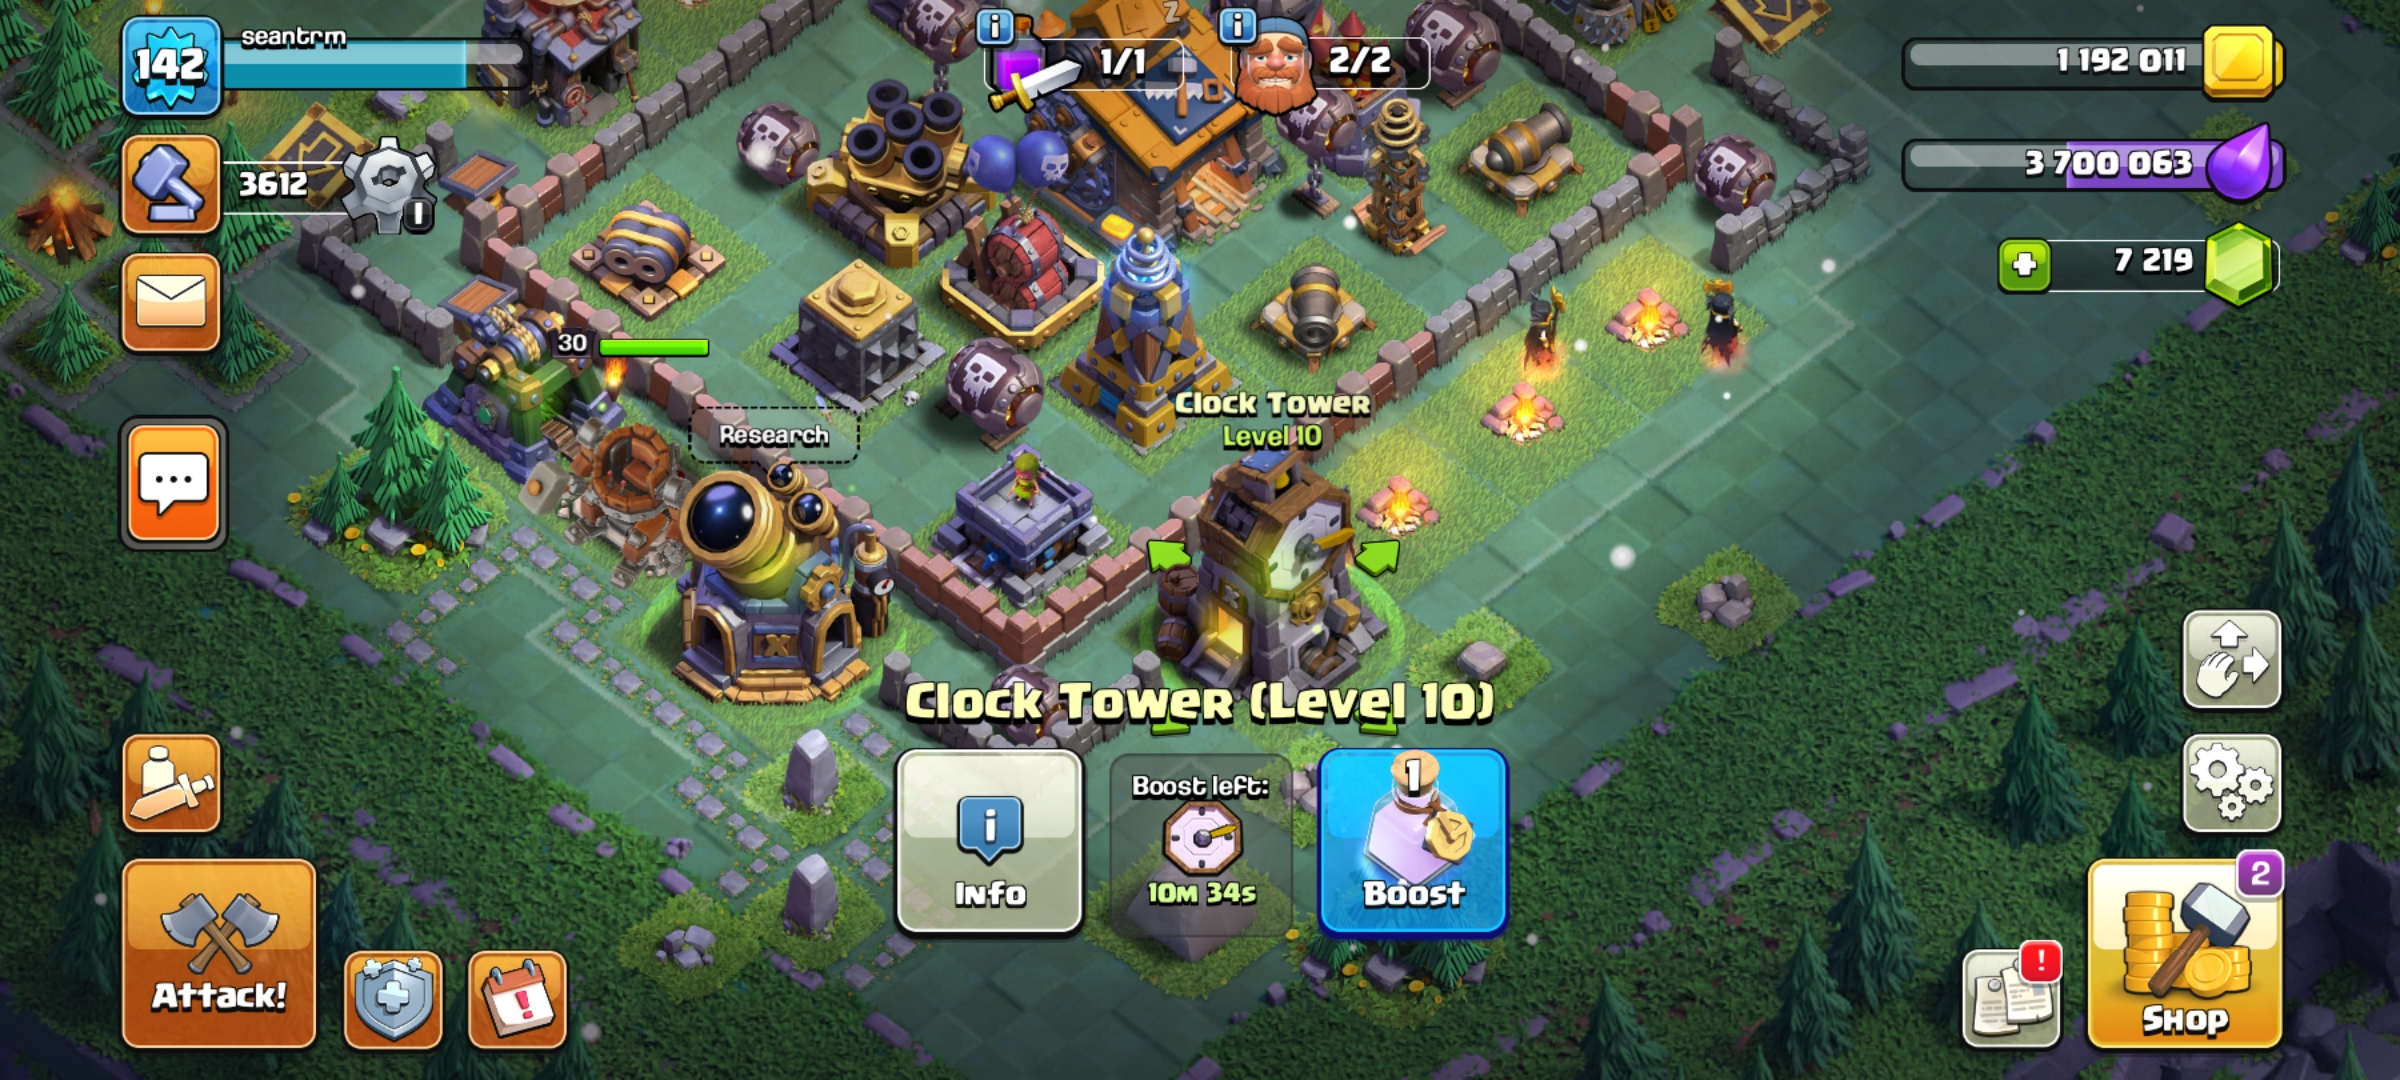 142
seantrm
1/1
2/2
1 192 011
3612
I
3 700 063
7 219
30
Research
Clock Tower
Level 10
Clock Tower (Level 10)
Info
Boost left:
10m 34s
1
Boost
Attack!
!
!
2
Shop